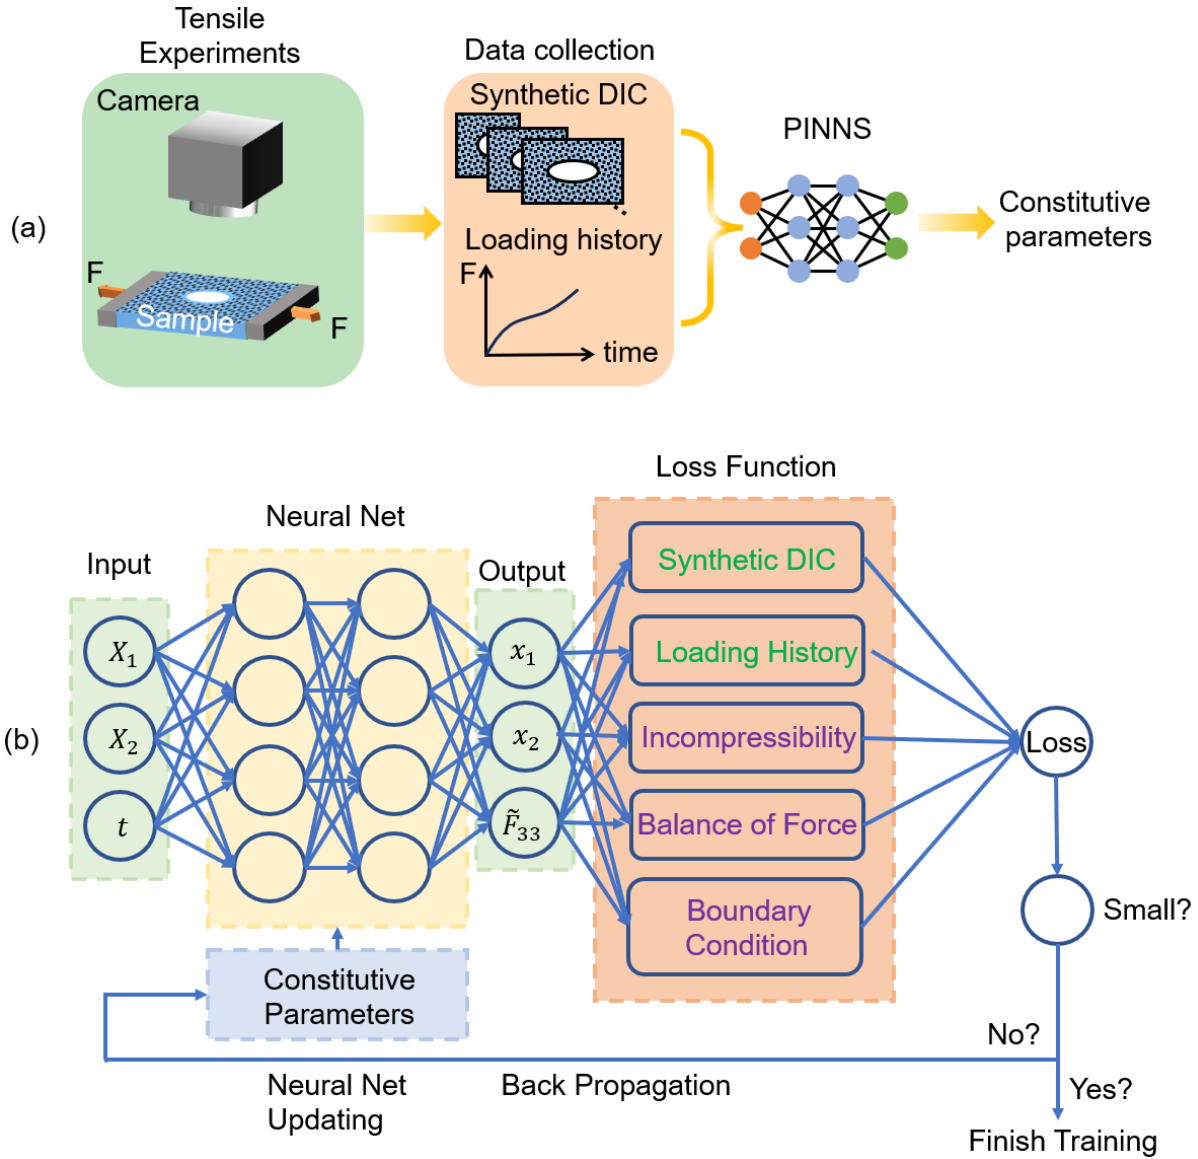 Tensile
Experiments
Data collection
Camera
Synthetic DIC
PINNS
(a)
Constitutive
parameters
Loading history
F
F
Sample
F
time
Loss Function
Neural Net
Input
Output
Synthetic DIC
X₁
x₁
Loading History
(b)
X₂
x₂
Incompressibility
Loss
t
F̃₃₃
Balance of Force
Boundary
Condition
Small?
Constitutive
Parameters
No?
Neural Net
Updating
Back Propagation
Yes?
Finish Training